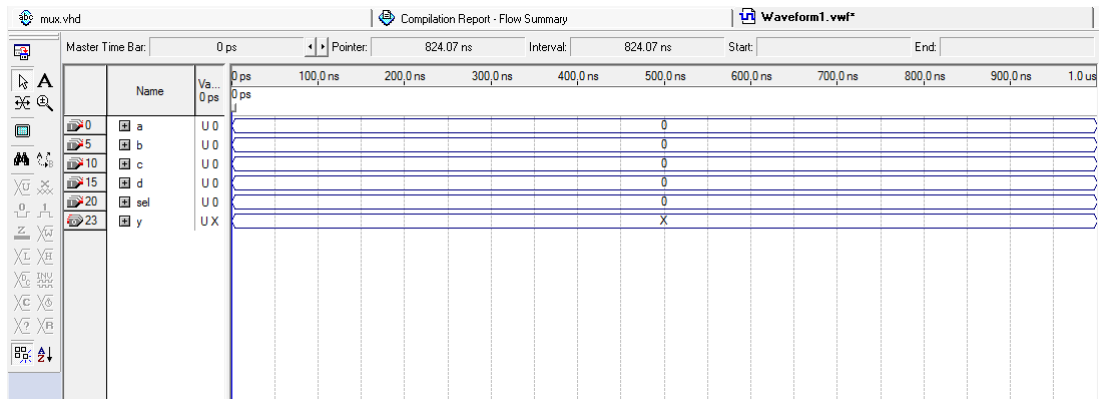 mux.vhd Compilation Report - Flow Summary Waveform1.vwf*
Master Time Bar: 0 ps Pointer: 824.07 ns Interval: 824.07 ns Start: End:
Name Va... 0 ps 0 ps 100.0 ns 200.0 ns 300.0 ns 400.0 ns 500.0 ns 600.0 ns 700.0 ns 800.0 ns 900.0 ns 1.0 us
0 ps
0 a U 0 0
5 b U 0 0
10 c U 0 0
15 d U 0 0
20 sel U 0 0
23 y U X X